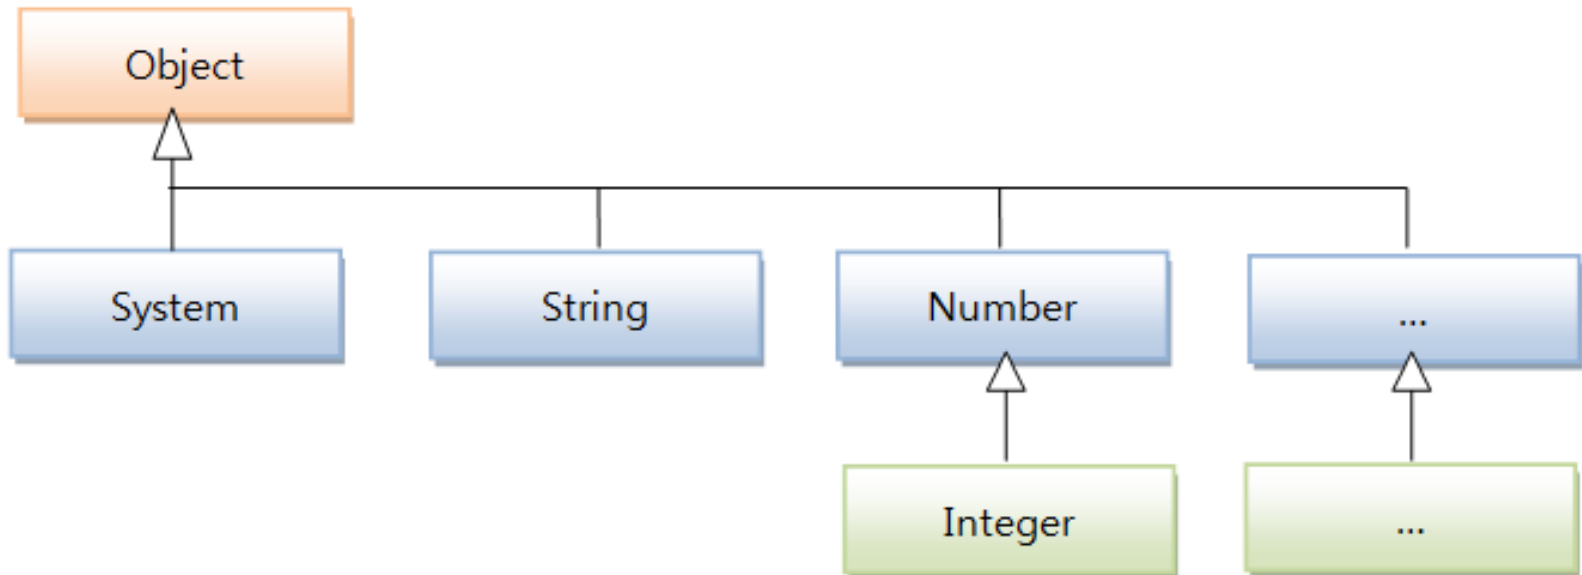 Object
System
String
Number
...
Integer
...